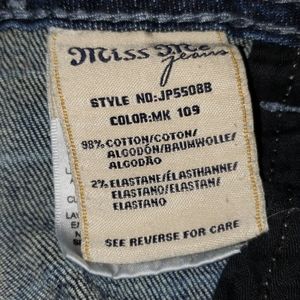 Miss Me
jeans
STYLE NO:JP5508B
COLOR:MK 109
98% COTTON/COTON/
ALGODÓN/BAUMWOLLE/
ALGODÃO
2% ELASTANE/ÉLASTHANNE/
ELASTANO/ELASTAN/
ELASTANO
SEE REVERSE FOR CARE